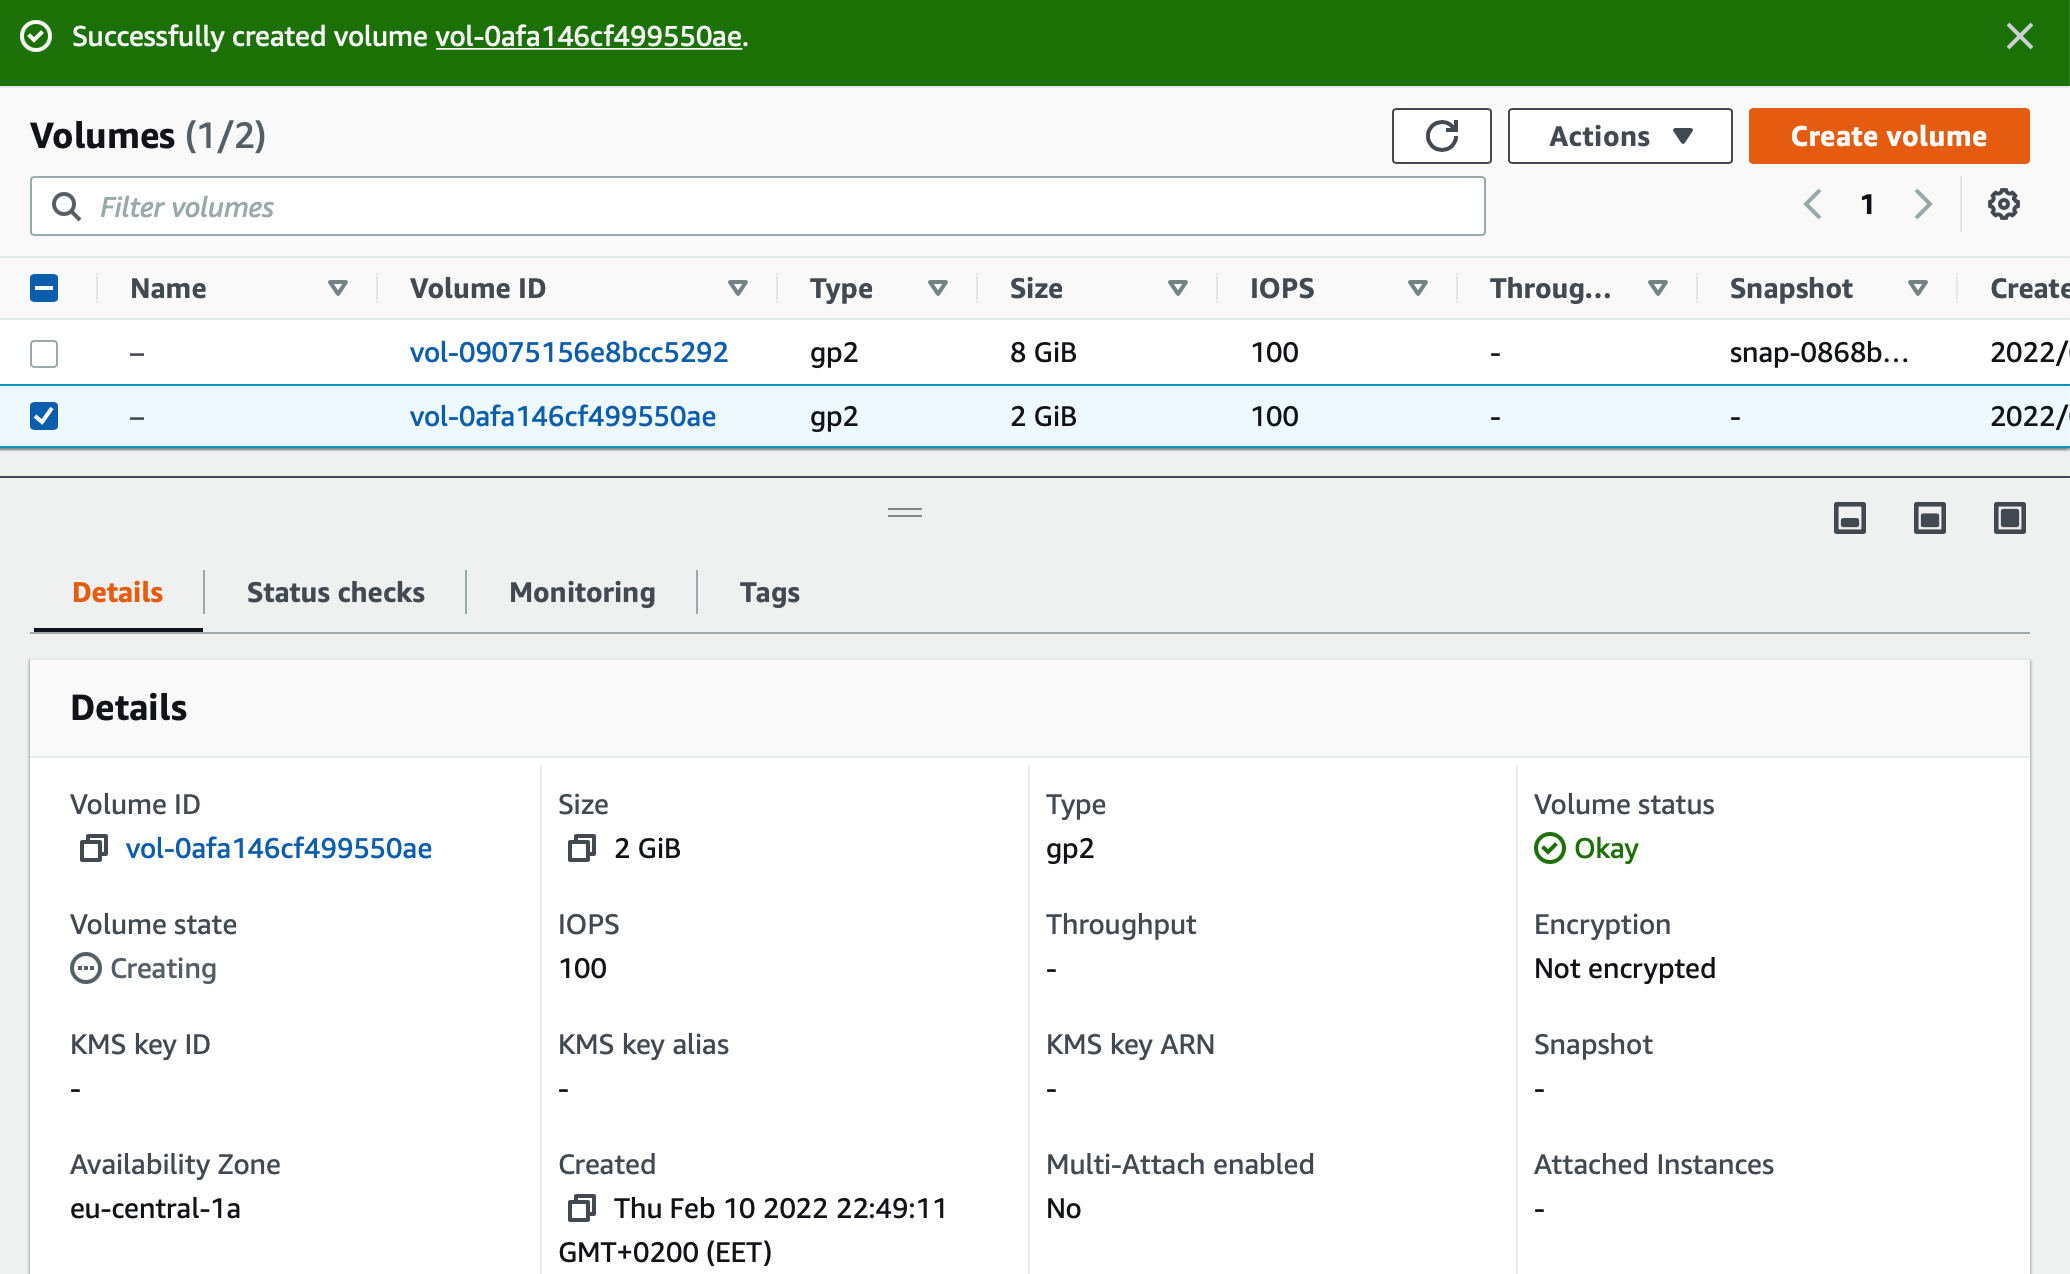 Successfully created volume vol-0afa146cf499550ae.
Volumes (1/2)
Actions
Create volume
Filter volumes
1
Name Volume ID Type Size IOPS Throug... Snapshot Create
– vol-09075156e8bcc5292 gp2 8 GiB 100 - snap-0868b... 2022/
– vol-0afa146cf499550ae gp2 2 GiB 100 - - 2022/
Details Status checks Monitoring Tags
Details
Volume ID Size Type Volume status
vol-0afa146cf499550ae 2 GiB gp2 Okay
Volume state IOPS Throughput Encryption
Creating 100 - Not encrypted
KMS key ID KMS key alias KMS key ARN Snapshot
- - - -
Availability Zone Created Multi-Attach enabled Attached Instances
eu-central-1a Thu Feb 10 2022 22:49:11 No -
GMT+0200 (EET)